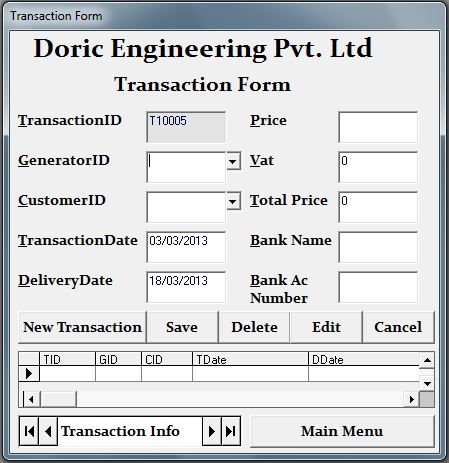 Transaction Form
Doric Engineering Pvt. Ltd
Transaction Form
TransactionID T10005 Price
GeneratorID Vat 0
CustomerID Total Price 0
TransactionDate 03/03/2013 Bank Name
DeliveryDate 18/03/2013 Bank Ac
Number
New Transaction Save Delete Edit Cancel
TID GID CID TDate DDate
Transaction Info Main Menu